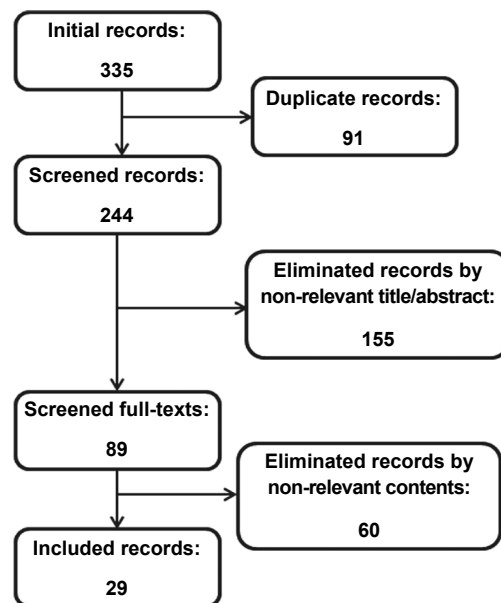 Initial records:
335
Duplicate records:
91
Screened records:
244
Eliminated records by
non-relevant title/abstract:
155
Screened full-texts:
89
Eliminated records by
non-relevant contents:
60
Included records:
29